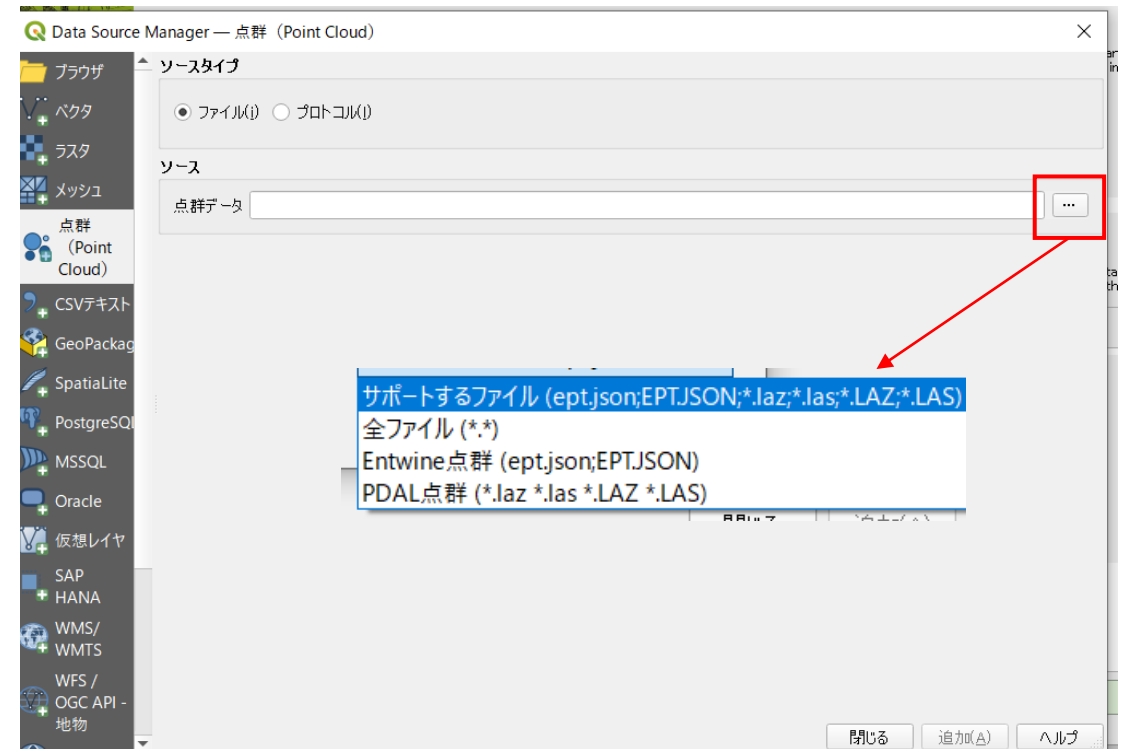 Data Source Manager — 点群（Point Cloud）
ブラウザ
ベクタ
ラスタ
メッシュ
点群
（Point
Cloud）
CSVテキスト
GeoPackag
SpatiaLite
PostgreSQl
MSSQL
Oracle
仮想レイヤ
SAP
HANA
WMS/
WMTS
WFS /
OGC API -
地物
ソースタイプ
ファイル(i) プロトコル(l)
ソース
点群データ
...
サポートするファイル (ept.json;EPT.JSON;*.laz;*.las;*.LAZ;*.LAS)
全ファイル (*.*)
Entwine点群 (ept.json;EPT.JSON)
PDAL点群 (*.laz *.las *.LAZ *.LAS)
閉じる 追加(A) ヘルプ